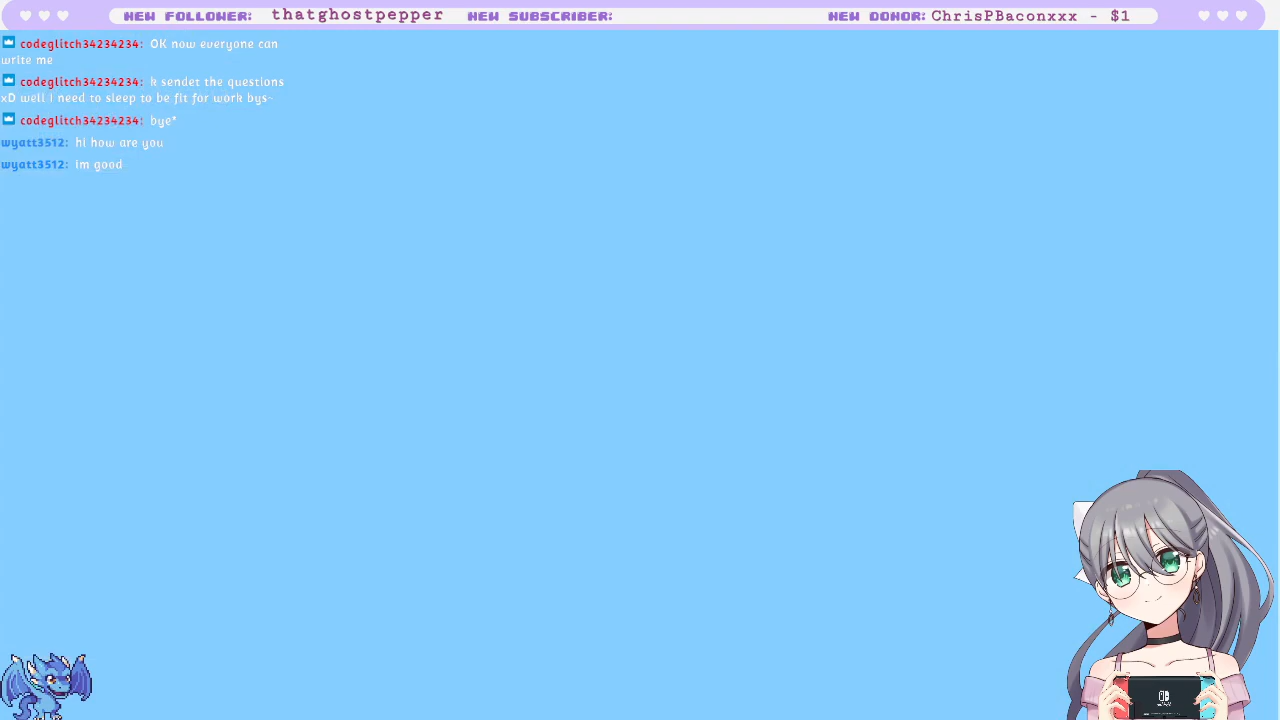 NEW FOLLOWER: thatghostpepper NEW SUBSCRIBER: NEW DONOR: ChrisPBaconxxx - $1
codeglitch34234234: OK now everyone can
write me
codeglitch34234234: k sendet the questions
xD well i need to sleep to be fit for work bys~
codeglitch34234234: bye*
wyatt3512: hi how are you
wyatt3512: im good